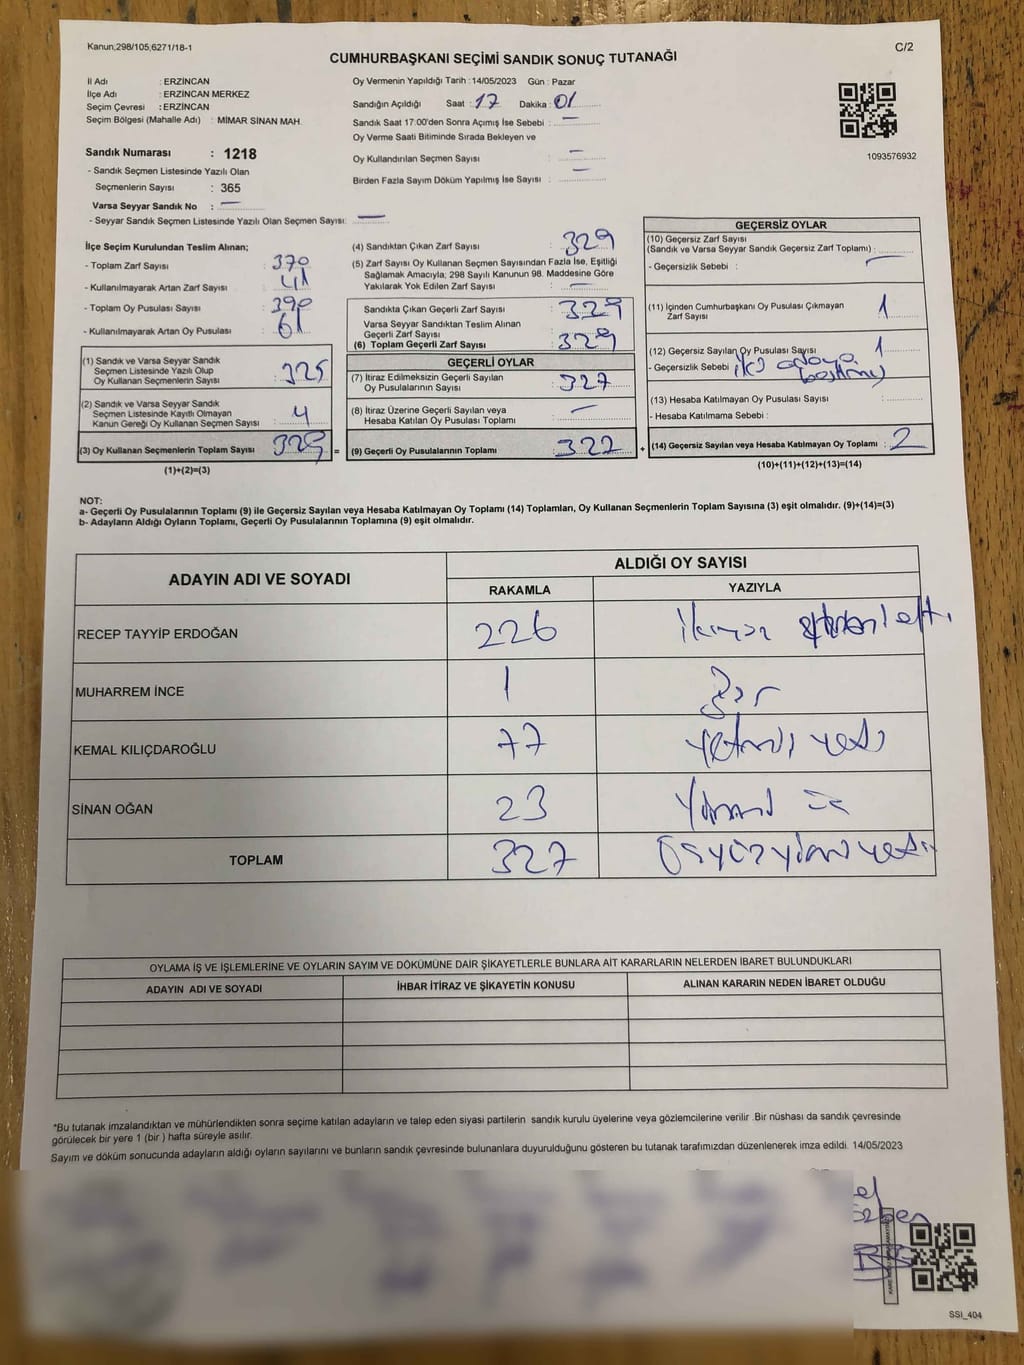 Kanun;298/105;6271/18-1
C/2
CUMHURBAŞKANI SEÇİMİ SANDIK SONUÇ TUTANAĞI
İl Adı : ERZİNCAN
İlçe Adı : ERZİNCAN MERKEZ
Seçim Çevresi : ERZİNCAN
Seçim Bölgesi (Mahalle Adı) : MİMAR SİNAN MAH.
Sandık Numarası : 1218
- Sandık Seçmen Listesinde Yazılı Olan
Seçmenlerin Sayısı : 365
Varsa Seyyar Sandık No : —
- Seyyar Sandık Seçmen Listesinde Yazılı Olan Seçmen Sayısı: —
Oy Vermenin Yapıldığı Tarih : 14/05/2023 Gün : Pazar
Sandığın Açıldığı Saat : 17 Dakika : 01
Sandık Saat 17:00'den Sonra Açımış İse Sebebi : —
Oy Verme Saati Bitiminde Sırada Bekleyen ve
Oy Kullandırılan Seçmen Sayısı : —
Birden Fazla Sayım Döküm Yapılmış İse Sayısı : —
1093576932
İlçe Seçim Kurulundan Teslim Alınan;
- Toplam Zarf Sayısı : 370
- Kullanılmayarak Artan Zarf Sayısı : 41
- Toplam Oy Pusulası Sayısı : 390
- Kullanılmayarak Artan Oy Pusulası : 61
(1) Sandık ve Varsa Seyyar Sandık
Seçmen Listesinde Yazılı Olup
Oy Kullanan Seçmenlerin Sayısı : 325
(2) Sandık ve Varsa Seyyar Sandık
Seçmen Listesinde Kayıtlı Olmayan
Kanun Gereği Oy Kullanan Seçmen Sayısı : 4
(3) Oy Kullanan Seçmenlerin Toplam Sayısı : 329
(1)+(2)=(3)
(4) Sandıktan Çıkan Zarf Sayısı : 329
(5) Zarf Sayısı Oy Kullanan Seçmen Sayısından Fazla İse, Eşitliği
Sağlamak Amacıyla; 298 Sayılı Kanunun 98. Maddesine Göre
Yakılarak Yok Edilen Zarf Sayısı : —
Sandıkta Çıkan Geçerli Zarf Sayısı : 329
Varsa Seyyar Sandıktan Teslim Alınan
Geçerli Zarf Sayısı :
(6) Toplam Geçerli Zarf Sayısı : 329
GEÇERLİ OYLAR
(7) İtiraz Edilmeksizin Geçerli Sayılan
Oy Pusulalarının Sayısı : 327
(8) İtiraz Üzerine Geçerli Sayılan veya
Hesaba Katılan Oy Pusulası Toplamı : —
= (9) Geçerli Oy Pusulalarının Toplamı : 327
GEÇERSİZ OYLAR
(10) Geçersiz Zarf Sayısı
(Sandık ve Varsa Seyyar Sandık Geçersiz Zarf Toplamı) : —
- Geçersizlik Sebebi :
(11) İçinden Cumhurbaşkanı Oy Pusulası Çıkmayan
Zarf Sayısı : 1
(12) Geçersiz Sayılan Oy Pusulası Sayısı : 1
- Geçersizlik Sebebi : iki adaya
basılmış
(13) Hesaba Katılmayan Oy Pusulası Sayısı :
- Hesaba Katılmama Sebebi :
+ (14) Geçersiz Sayılan veya Hesaba Katılmayan Oy Toplamı : 2
(10)+(11)+(12)+(13)=(14)
NOT:
a- Geçerli Oy Pusulalarının Toplamı (9) ile Geçersiz Sayılan veya Hesaba Katılmayan Oy Toplamı (14) Toplamları, Oy Kullanan Seçmenlerin Toplam Sayısına (3) eşit olmalıdır. (9)+(14)=(3)
b- Adayların Aldığı Oyların Toplamı, Geçerli Oy Pusulalarının Toplamına (9) eşit olmalıdır.
ADAYIN ADI VE SOYADI
ALDIĞI OY SAYISI
RAKAMLA YAZIYLA
RECEP TAYYİP ERDOĞAN 226
MUHARREM İNCE 1
KEMAL KILIÇDAROĞLU 77 yetmiş yedi
SİNAN OĞAN 23 yirmi üç
TOPLAM 327 üçyüzyirmiyedi
OYLAMA İŞ VE İŞLEMLERİNE VE OYLARIN SAYIM VE DÖKÜMÜNE DAİR ŞİKAYETLERLE BUNLARA AİT KARARLARIN NELERDEN İBARET BULUNDUKLARI
ADAYIN ADI VE SOYADI İHBAR İTİRAZ VE ŞİKAYETİN KONUSU ALINAN KARARIN NEDEN İBARET OLDUĞU
*Bu tutanak imzalandıktan ve mühürlendikten sonra seçime katılan adayların ve talep eden siyasi partilerin sandık kurulu üyelerine veya gözlemcilerine verilir .Bir nüshası da sandık çevresinde
görülecek bir yere 1 (bir ) hafta süreyle asılır.
Sayım ve döküm sonucunda adayların aldığı oyların sayılarını ve bunların sandık çevresinde bulunanlara duyurulduğunu gösteren bu tutanak tarafımızdan düzenlenerek imza edildi. 14/05/2023
SSI_404